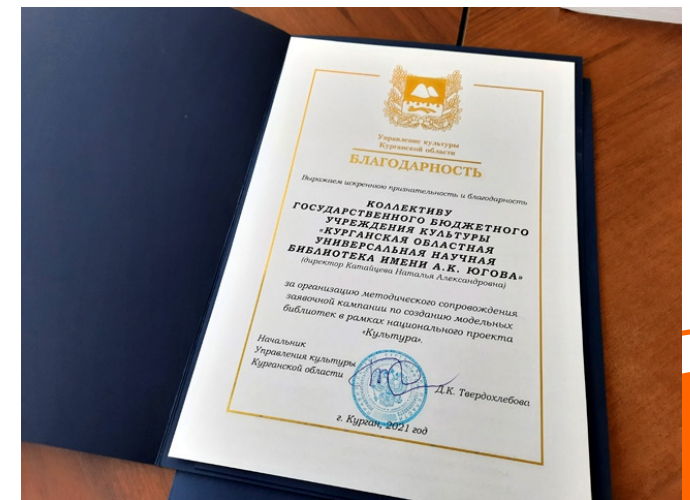 Управление культуры
Курганской области
БЛАГОДАРНОСТЬ
Выражаем искреннюю признательность и благодарность
КОЛЛЕКТИВУ
ГОСУДАРСТВЕННОГО БЮДЖЕТНОГО
УЧРЕЖДЕНИЯ КУЛЬТУРЫ
«КУРГАНСКАЯ ОБЛАСТНАЯ
УНИВЕРСАЛЬНАЯ НАУЧНАЯ
БИБЛИОТЕКА ИМЕНИ А.К. ЮГОВА»
(директор Катайцева Наталья Александровна)
за организацию методического сопровождения
заявочной кампании по созданию модельных
библиотек в рамках национального проекта
«Культура».
Начальник
Управления культуры
Курганской области
Д.К. Твердохлебова
г. Курган, 2021 год